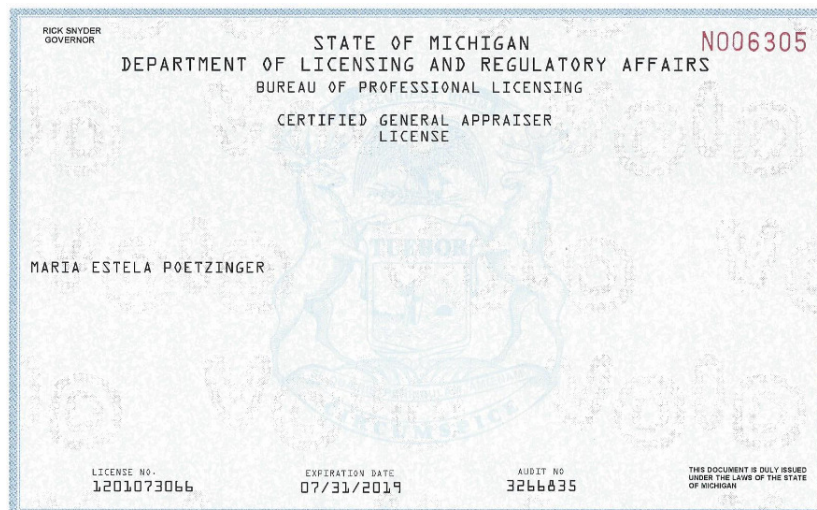 RICK SNYDER
GOVERNOR
N006305
STATE OF MICHIGAN
DEPARTMENT OF LICENSING AND REGULATORY AFFAIRS
BUREAU OF PROFESSIONAL LICENSING
CERTIFIED GENERAL APPRAISER
LICENSE
TUEBOR
MARIA ESTELA POETZINGER
CIRCUMSPICE
LICENSE NO.
1201073066
EXPIRATION DATE
07/31/2019
AUDIT NO
3266835
THIS DOCUMENT IS DULY ISSUED
UNDER THE LAWS OF THE STATE
OF MICHIGAN